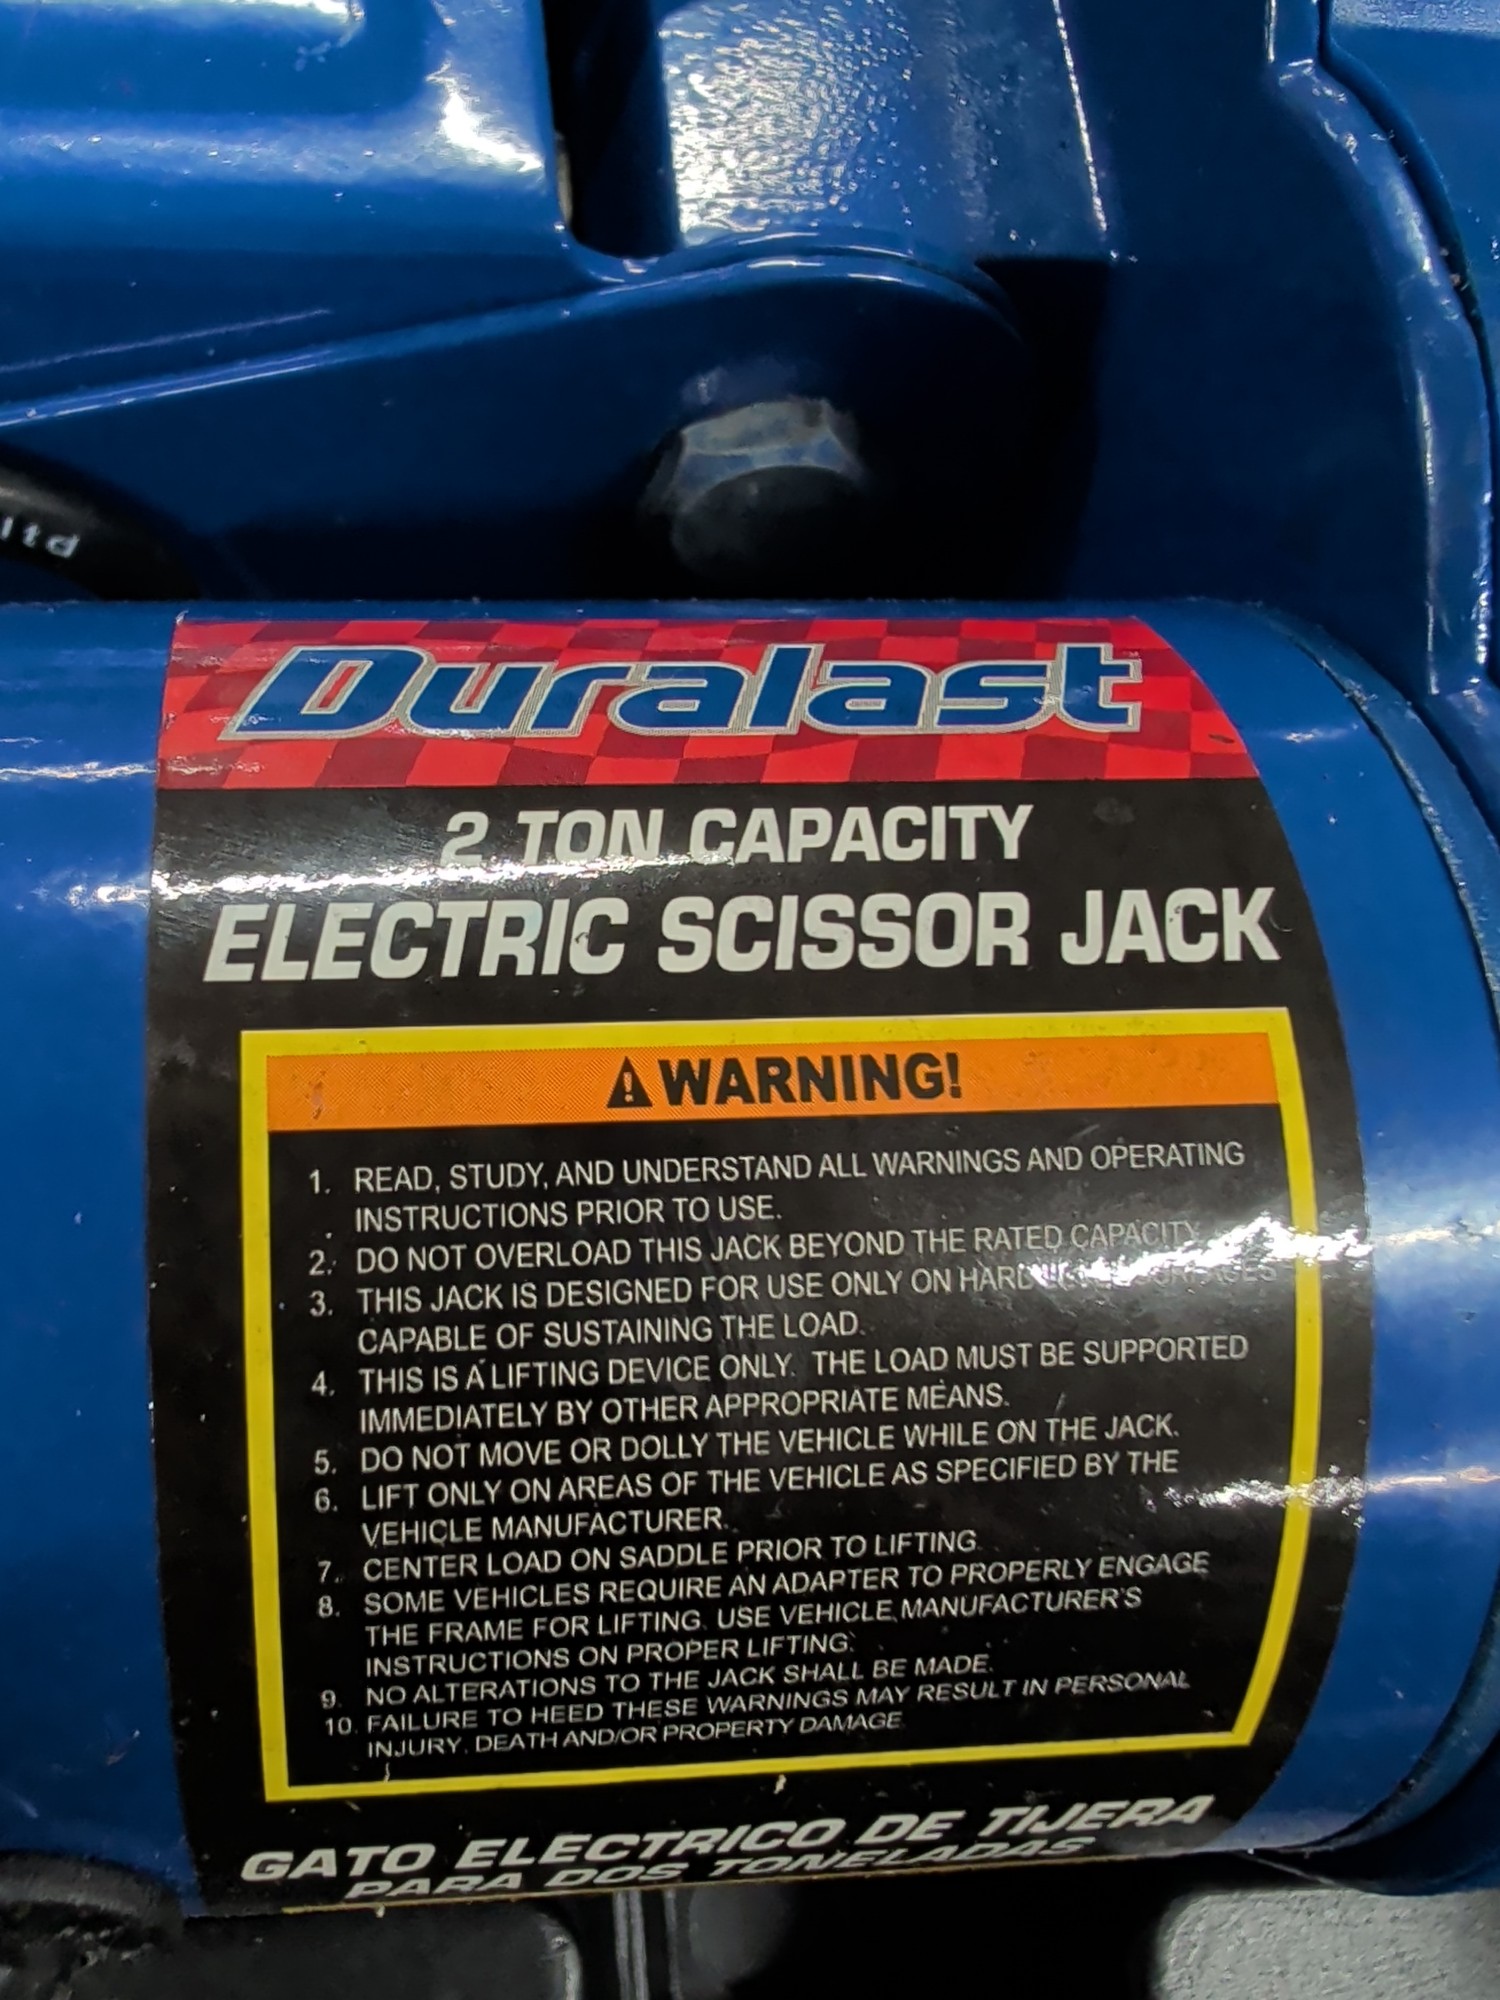 ltd
Duralast
2 TON CAPACITY
ELECTRIC SCISSOR JACK
WARNING!
1. READ, STUDY, AND UNDERSTAND ALL WARNINGS AND OPERATING
INSTRUCTIONS PRIOR TO USE.
2. DO NOT OVERLOAD THIS JACK BEYOND THE RATED CAPACITY
3. THIS JACK IS DESIGNED FOR USE ONLY ON HARD
CAPABLE OF SUSTAINING THE LOAD.
4. THIS IS A LIFTING DEVICE ONLY. THE LOAD MUST BE SUPPORTED
IMMEDIATELY BY OTHER APPROPRIATE MEANS.
5. DO NOT MOVE OR DOLLY THE VEHICLE WHILE ON THE JACK.
6. LIFT ONLY ON AREAS OF THE VEHICLE AS SPECIFIED BY THE
VEHICLE MANUFACTURER.
7. CENTER LOAD ON SADDLE PRIOR TO LIFTING.
8. SOME VEHICLES REQUIRE AN ADAPTER TO PROPERLY ENGAGE
THE FRAME FOR LIFTING. USE VEHICLE MANUFACTURER'S
INSTRUCTIONS ON PROPER LIFTING.
9. NO ALTERATIONS TO THE JACK SHALL BE MADE.
10. FAILURE TO HEED THESE WARNINGS MAY RESULT IN PERSONAL
INJURY, DEATH AND/OR PROPERTY DAMAGE.
GATO ELECTRICO DE TIJERA
PARA DOS TONELADAS